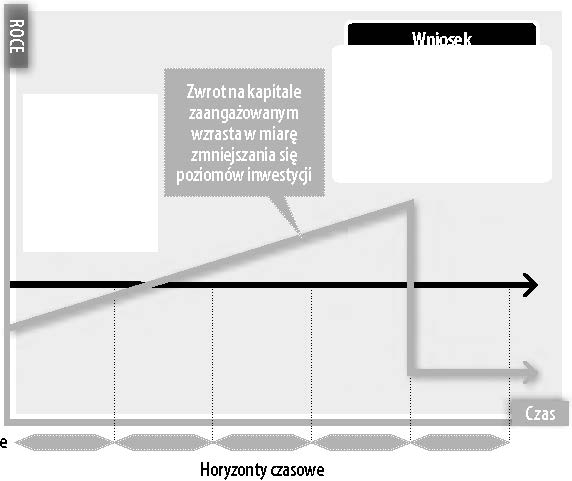 ROCE
Wniosek
Zwrot na kapitale
zaangażowanym
wzrasta w miarę
zmniejszania się
poziomów inwestycji
Czas
e
Horyzonty czasowe